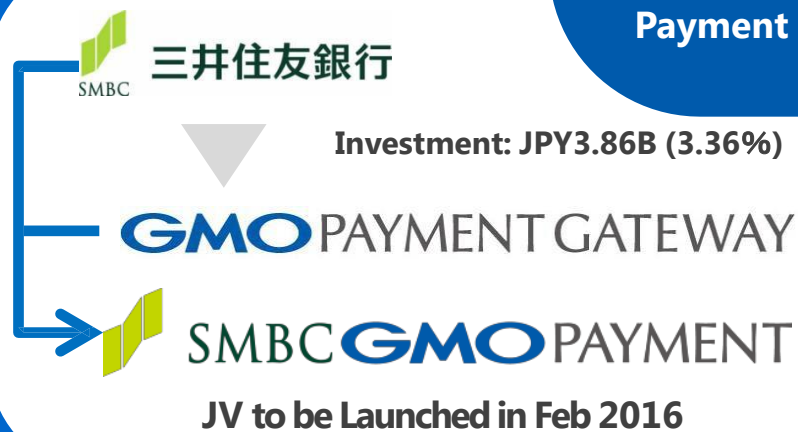 Payment
SMBC
三井住友銀行
Investment: JPY3.86B (3.36%)
GMO PAYMENT GATEWAY
SMBC GMO PAYMENT
JV to be Launched in Feb 2016